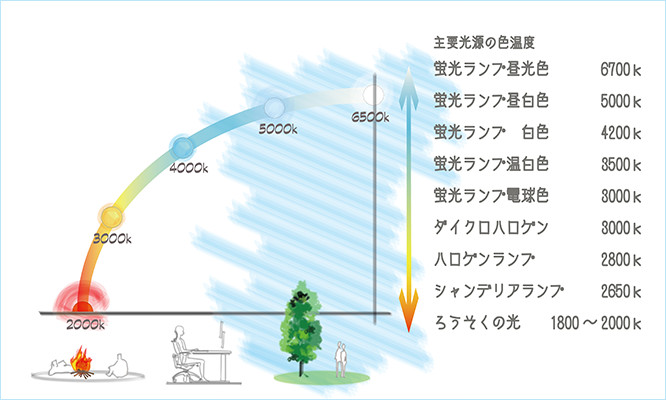 主要光源の色温度
蛍光ランプ昼光色 6700k
蛍光ランプ昼白色 5000k
蛍光ランプ 白色 4200k
蛍光ランプ温白色 3500k
蛍光ランプ電球色 3000k
ダイクロハロゲン 3000k
ハロゲンランプ 2800k
シャンデリアランプ 2650k
ろうそくの光 1800～2000k
6500k
5000k
4000k
3000k
2000k